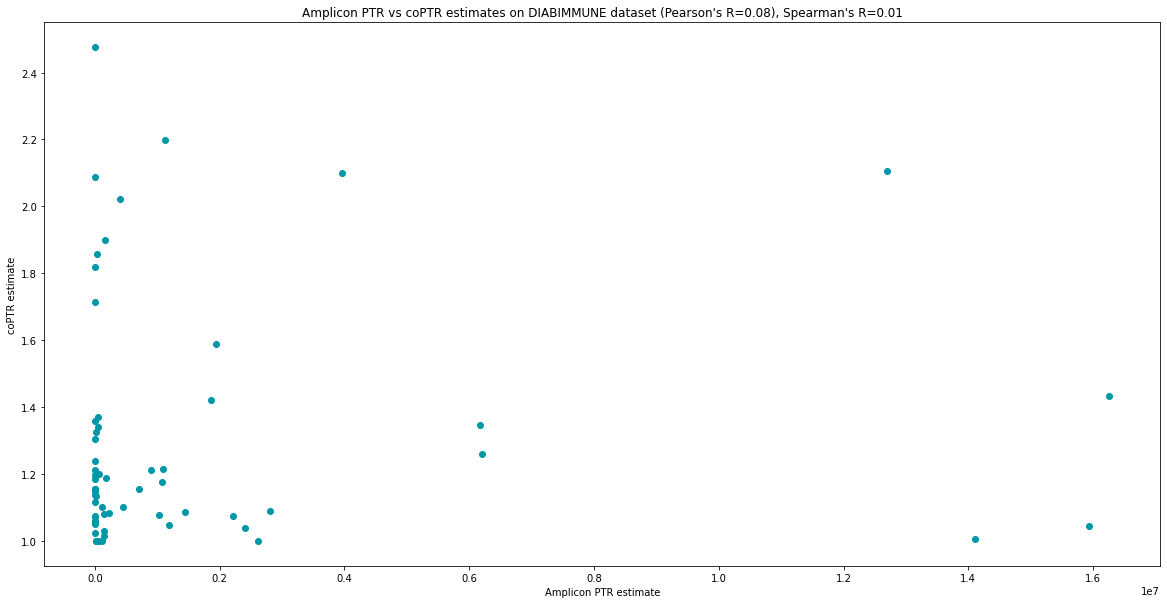 Amplicon PTR vs coPTR estimates on DIABIMMUNE dataset (Pearson's R=0.08), Spearman's R=0.01
2.4
2.2
2.0
1.8
1.6
1.4
1.2
1.0
coPTR estimate
0.0 0.2 0.4 0.6 0.8 1.0 1.2 1.4 1.6
1e7
Amplicon PTR estimate